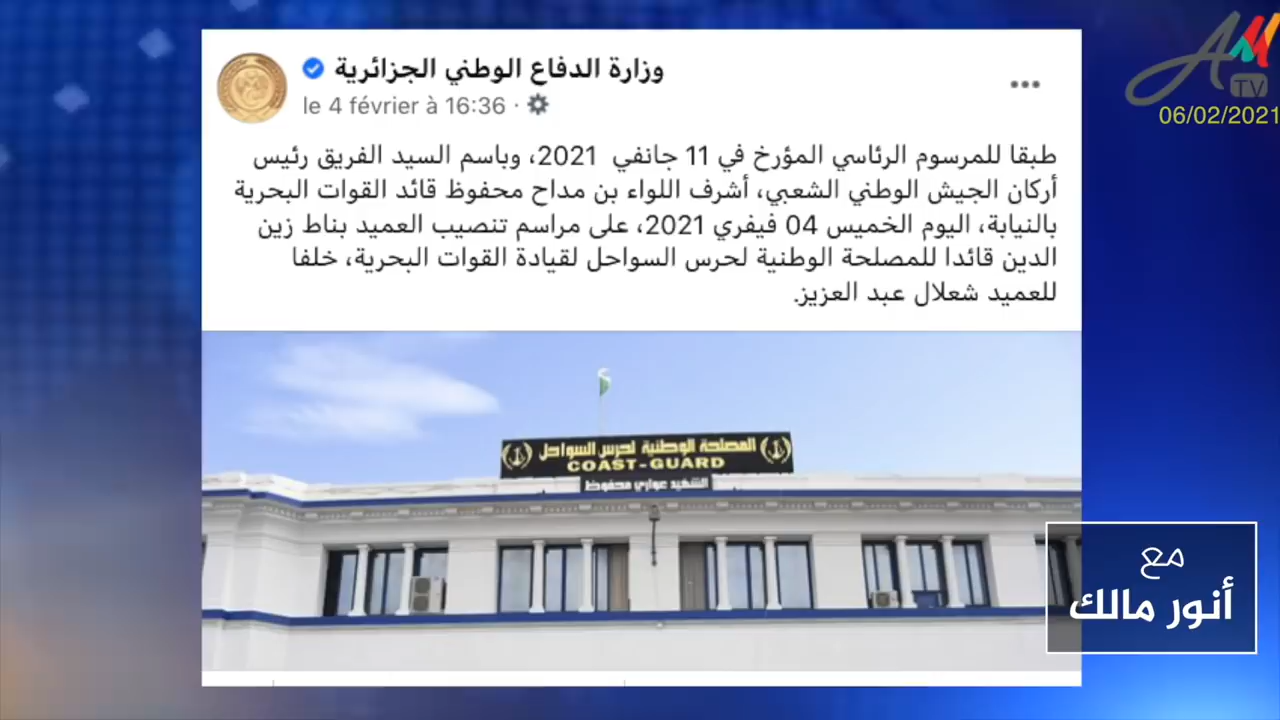 AM
TV
06/02/2021
وزارة الدفاع الوطني الجزائرية
le 4 février à 16:36 ·
طبقا للمرسوم الرئاسي المؤرخ في 11 جانفي 2021، وباسم السيد الفريق رئيس
أركان الجيش الوطني الشعبي، أشرف اللواء بن مداح محفوظ قائد القوات البحرية
بالنيابة، اليوم الخميس 04 فيفري 2021، على مراسم تنصيب العميد بناط زين
الدين قائدا للمصلحة الوطنية لحرس السواحل لقيادة القوات البحرية، خلفا
للعميد شعلال عبد العزيز.
المصلحة الوطنية لحرس السواحل
COAST-GUARD
الشهيد عواري محفوظ
مع
أنور مالك